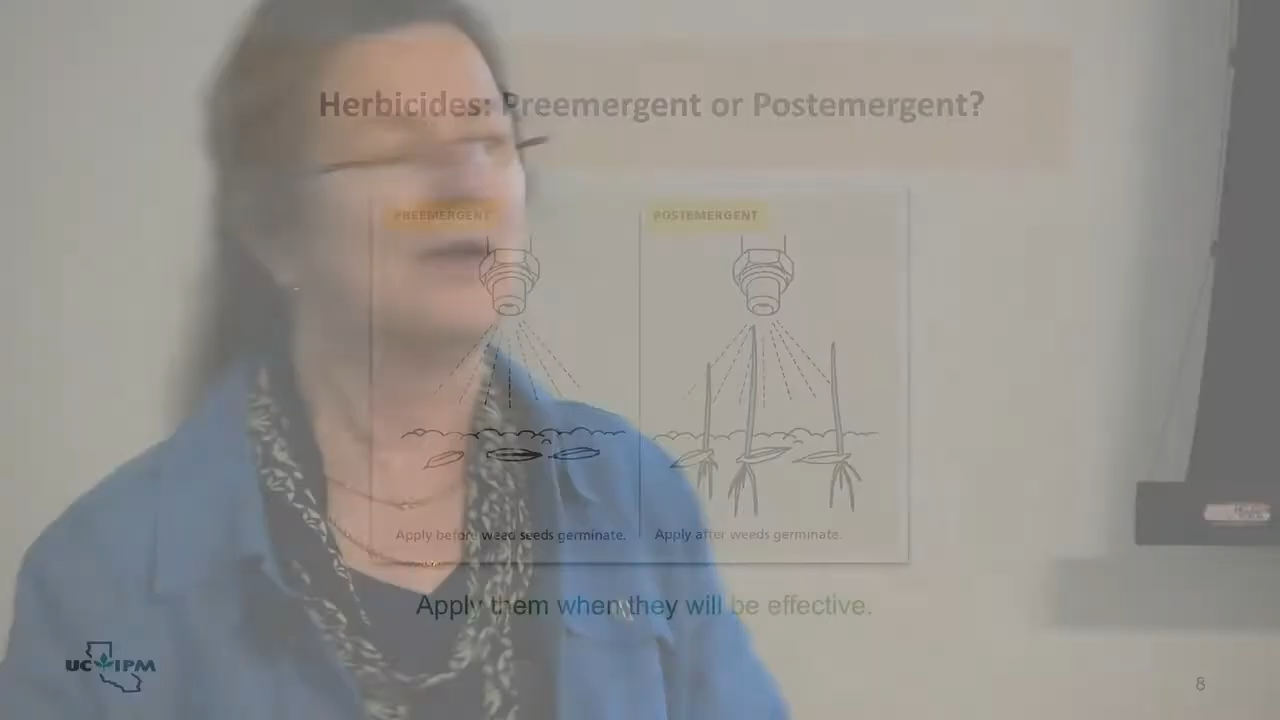 Herbicides: Preemergent or Postemergent?
PREEMERGENT
POSTEMERGENT
Apply before weed seeds germinate.
Apply after weeds germinate.
Apply them when they will be effective.
UC IPM
8